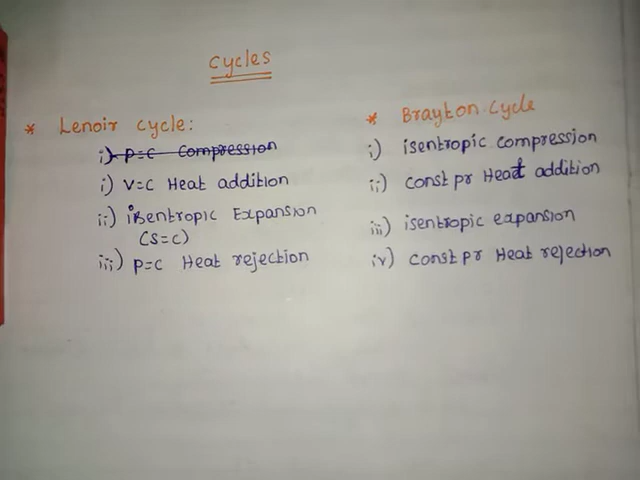 Cycles
* Lenoir cycle:
i) P=C Compression
i) V=C Heat addition
ii) isentropic Expansion
(S=C)
iii) P=C Heat rejection
* Brayton Cycle
i) isentropic compression
ii) const pr Heat addition
iii) isentropic expansion
iv) const pr Heat rejection